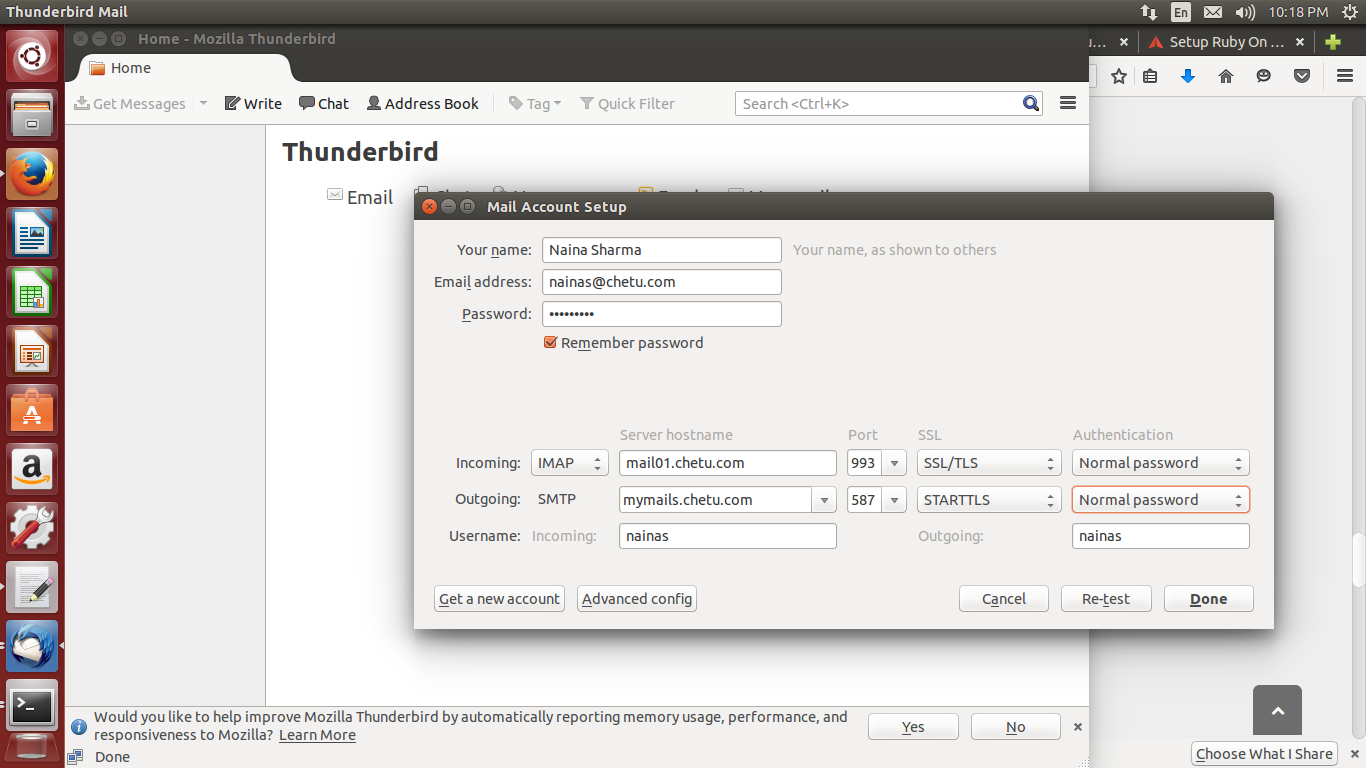 Thunderbird Mail
En
10:18 PM
Home - Mozilla Thunderbird
Setup Ruby On ...
Home
Get Messages
Write
Chat
Address Book
Tag
Quick Filter
Search <Ctrl+K>
Thunderbird
Email
Mail Account Setup
Your name:
Naina Sharma
Your name, as shown to others
Email address:
nainas@chetu.com
Password:
•••••••••
Remember password
Server hostname
Port
SSL
Authentication
Incoming:
IMAP
mail01.chetu.com
993
SSL/TLS
Normal password
Outgoing:
SMTP
mymails.chetu.com
587
STARTTLS
Normal password
Username:
Incoming:
nainas
Outgoing:
nainas
Get a new account
Advanced config
Cancel
Re-test
Done
Would you like to help improve Mozilla Thunderbird by automatically reporting memory usage, performance, and
responsiveness to Mozilla? Learn More
Yes
No
Done
Choose What I Share